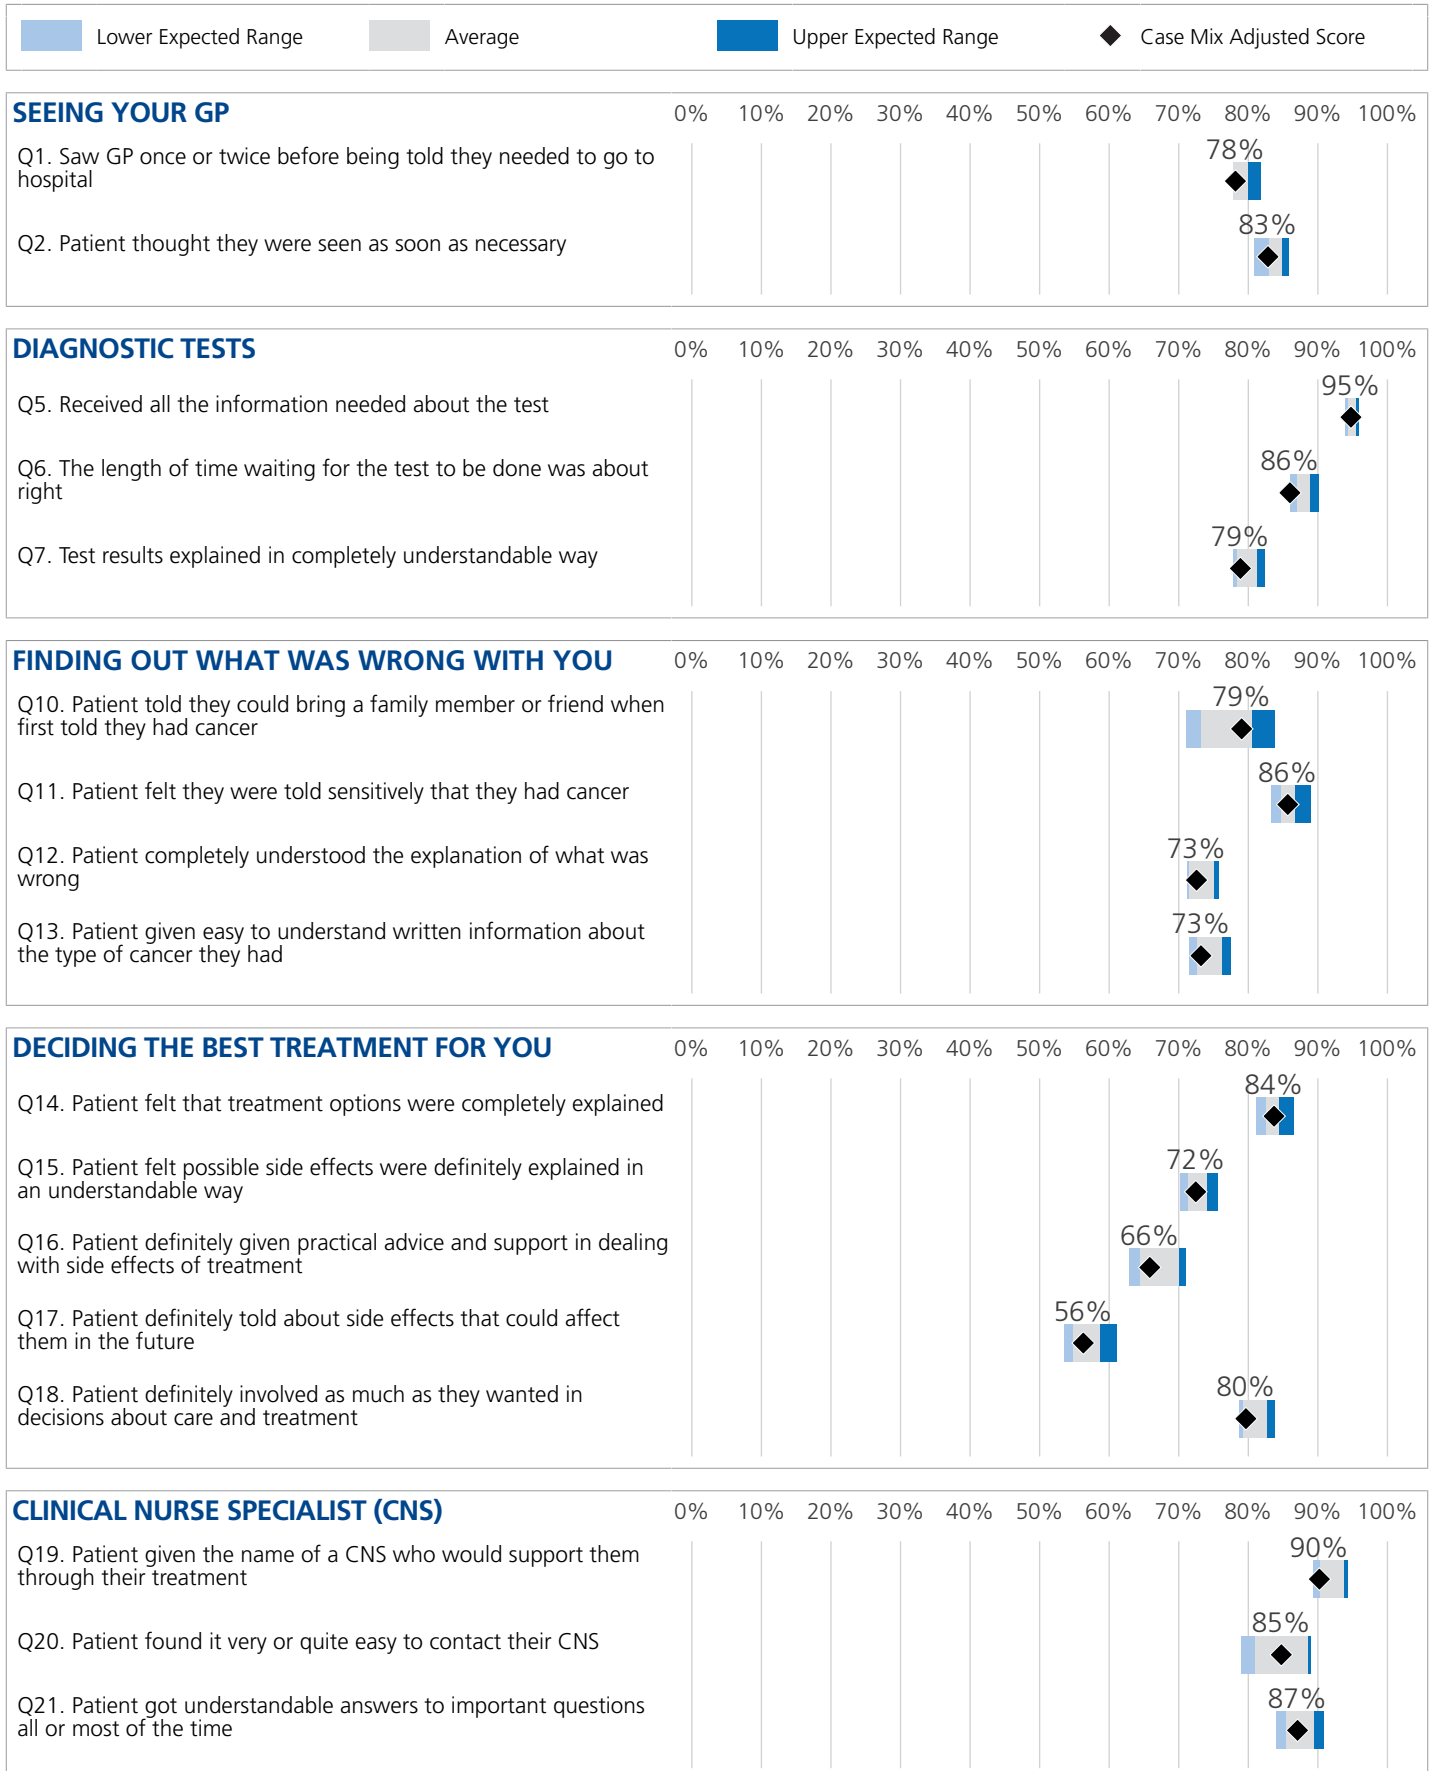 Lower Expected Range Average Upper Expected Range Case Mix Adjusted Score
SEEING YOUR GP 0% 10% 20% 30% 40% 50% 60% 70% 80% 90% 100%
78%
Q1. Saw GP once or twice before being told they needed to go to
hospital
83%
Q2. Patient thought they were seen as soon as necessary
DIAGNOSTIC TESTS 0% 10% 20% 30% 40% 50% 60% 70% 80% 90% 100%
95%
Q5. Received all the information needed about the test
86%
Q6. The length of time waiting for the test to be done was about
right
79%
Q7. Test results explained in completely understandable way
FINDING OUT WHAT WAS WRONG WITH YOU 0% 10% 20% 30% 40% 50% 60% 70% 80% 90% 100%
79%
Q10. Patient told they could bring a family member or friend when
first told they had cancer
86%
Q11. Patient felt they were told sensitively that they had cancer
73%
Q12. Patient completely understood the explanation of what was
wrong
73%
Q13. Patient given easy to understand written information about
the type of cancer they had
DECIDING THE BEST TREATMENT FOR YOU 0% 10% 20% 30% 40% 50% 60% 70% 80% 90% 100%
84%
Q14. Patient felt that treatment options were completely explained
72%
Q15. Patient felt possible side effects were definitely explained in
an understandable way
66%
Q16. Patient definitely given practical advice and support in dealing
with side effects of treatment
56%
Q17. Patient definitely told about side effects that could affect
them in the future
80%
Q18. Patient definitely involved as much as they wanted in
decisions about care and treatment
CLINICAL NURSE SPECIALIST (CNS) 0% 10% 20% 30% 40% 50% 60% 70% 80% 90% 100%
90%
Q19. Patient given the name of a CNS who would support them
through their treatment
85%
Q20. Patient found it very or quite easy to contact their CNS
87%
Q21. Patient got understandable answers to important questions
all or most of the time